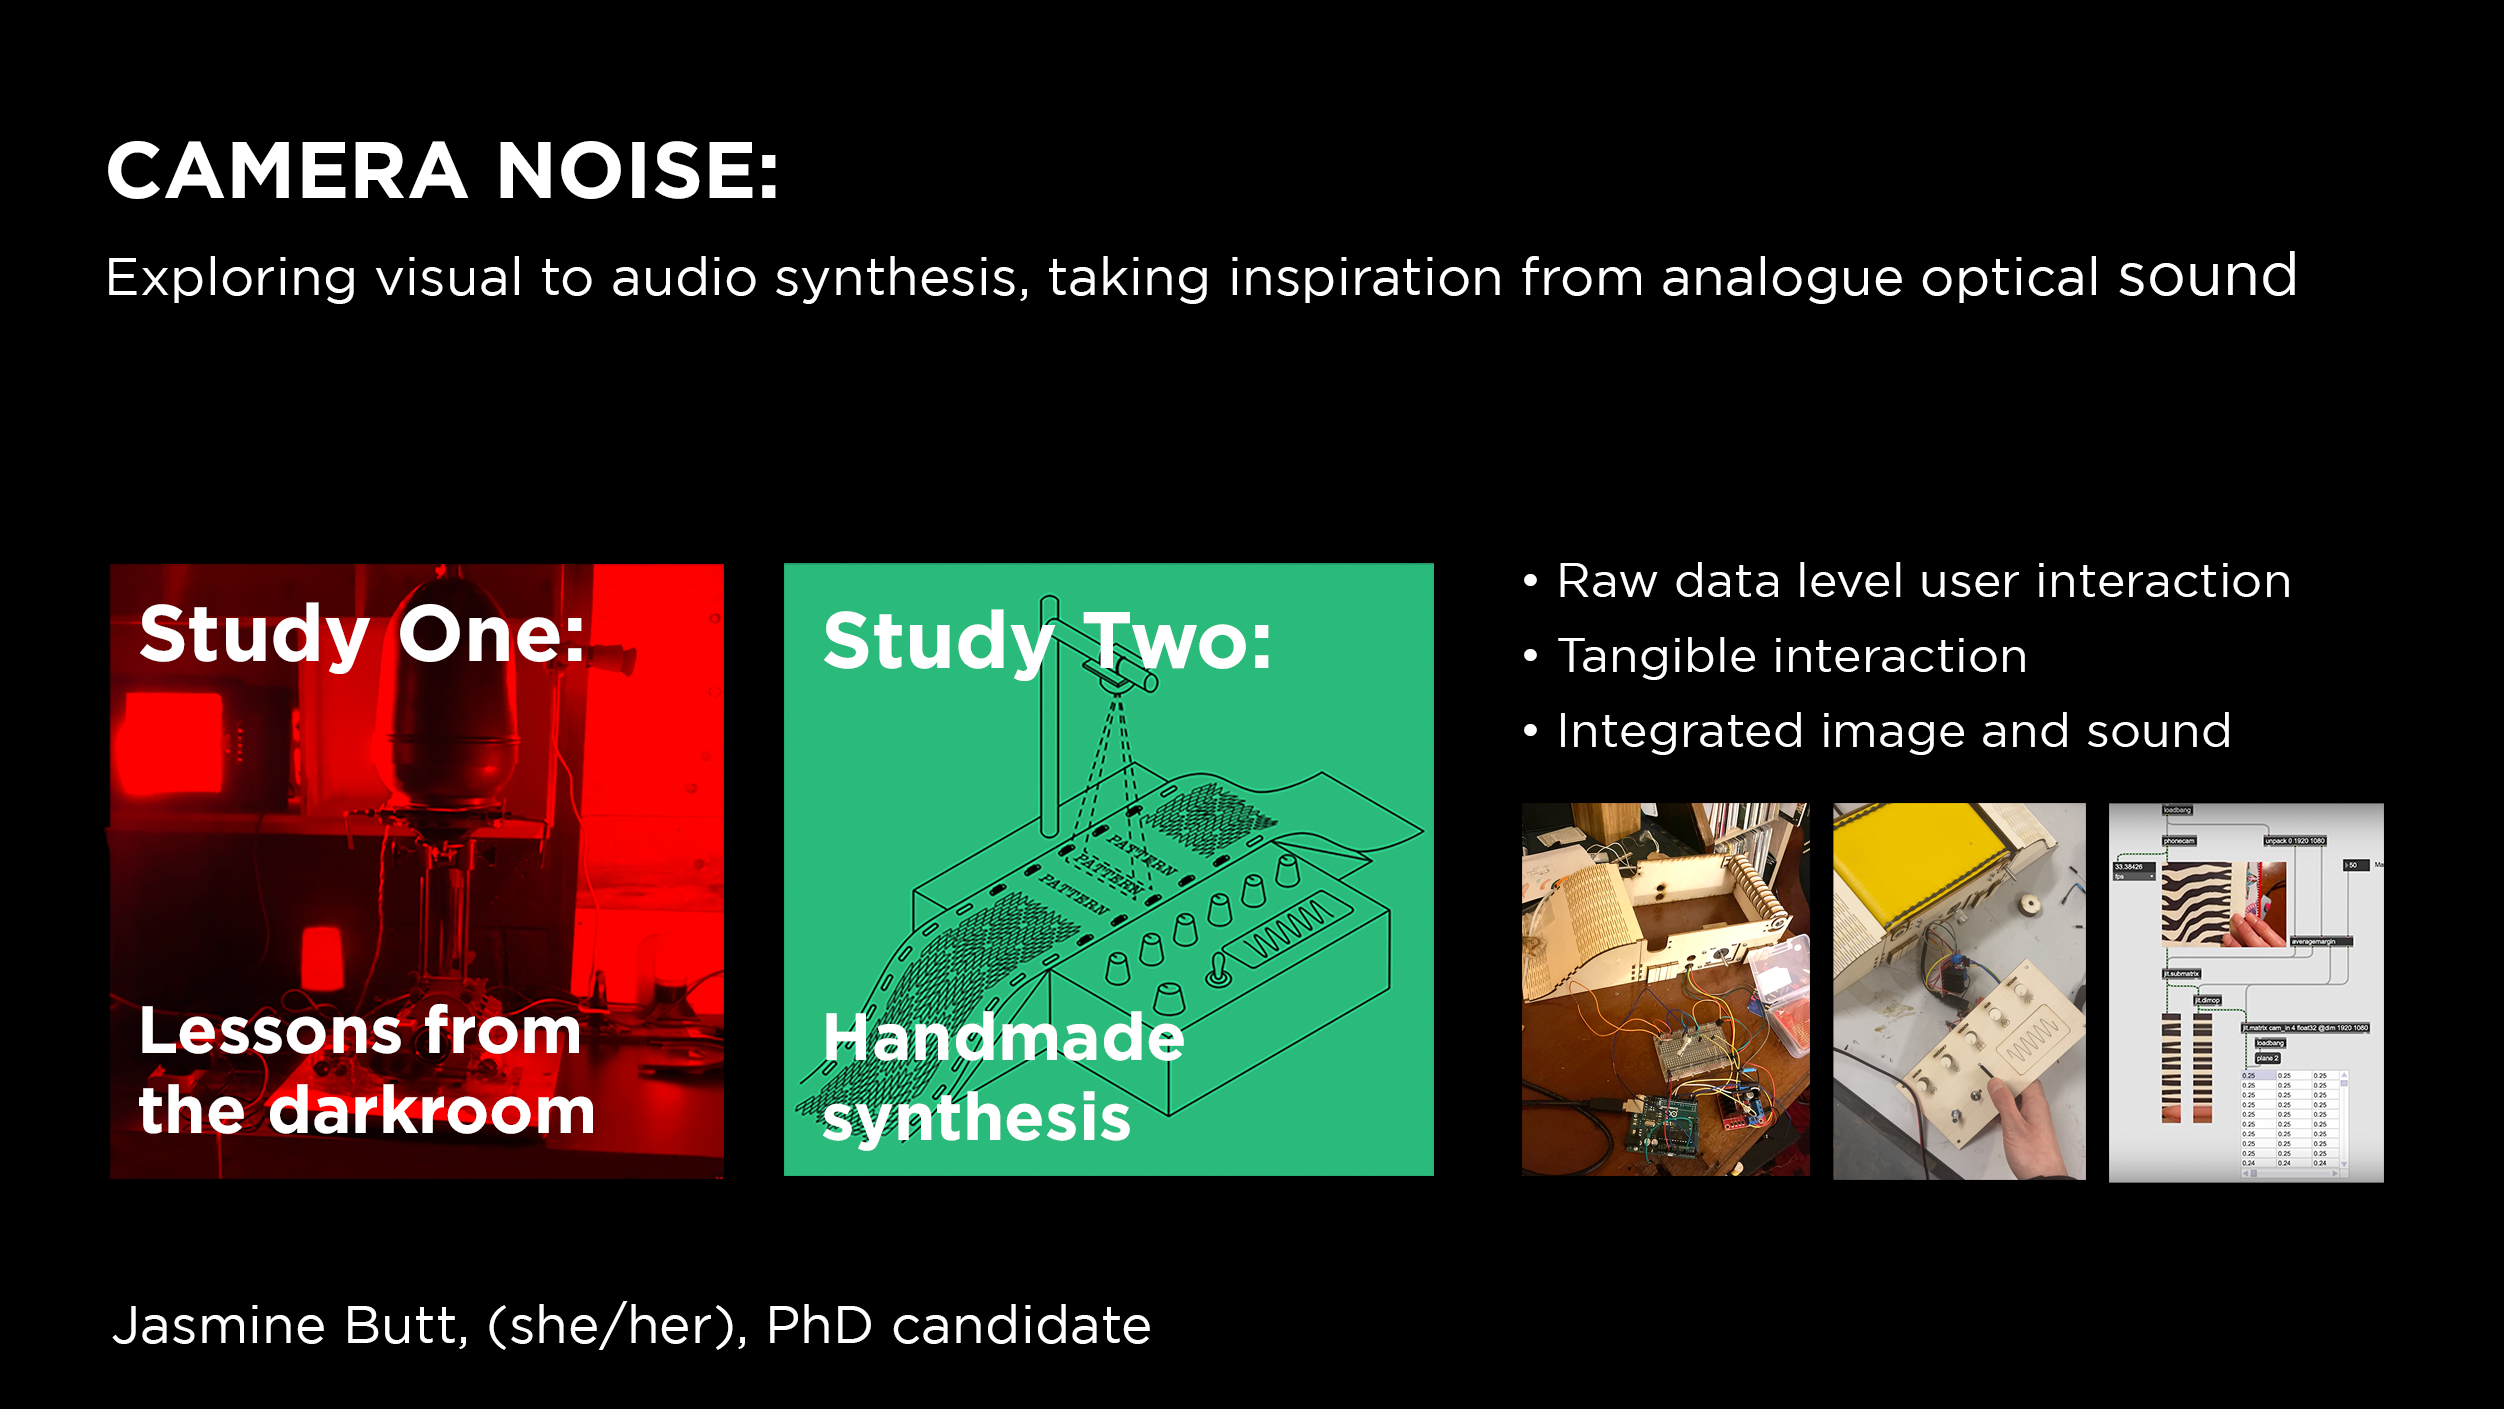 CAMERA NOISE:
Exploring visual to audio synthesis, taking inspiration from analogue optical sound
Study One:
Lessons from
the darkroom
Study Two:
PATTERN
PATTERN
PATTERN
Handmade
synthesis
• Raw data level user interaction
• Tangible interaction
• Integrated image and sound
loadbang
phonecam
unpack 0 1920 1080
33.38426
fps
50
Ma
averagemargin
jit.submatrix
jit.dimop
jit.matrix cam_in 4 float32 @dim 1920 1080
loadbang
plane 2
0.25 0.25 0.25
0.25 0.25 0.25
0.25 0.25 0.25
0.25 0.25 0.25
0.25 0.25 0.25
0.25 0.25 0.25
0.25 0.25 0.25
0.25 0.25 0.25
0.25 0.25 0.25
0.24 0.24 0.24
Jasmine Butt, (she/her), PhD candidate